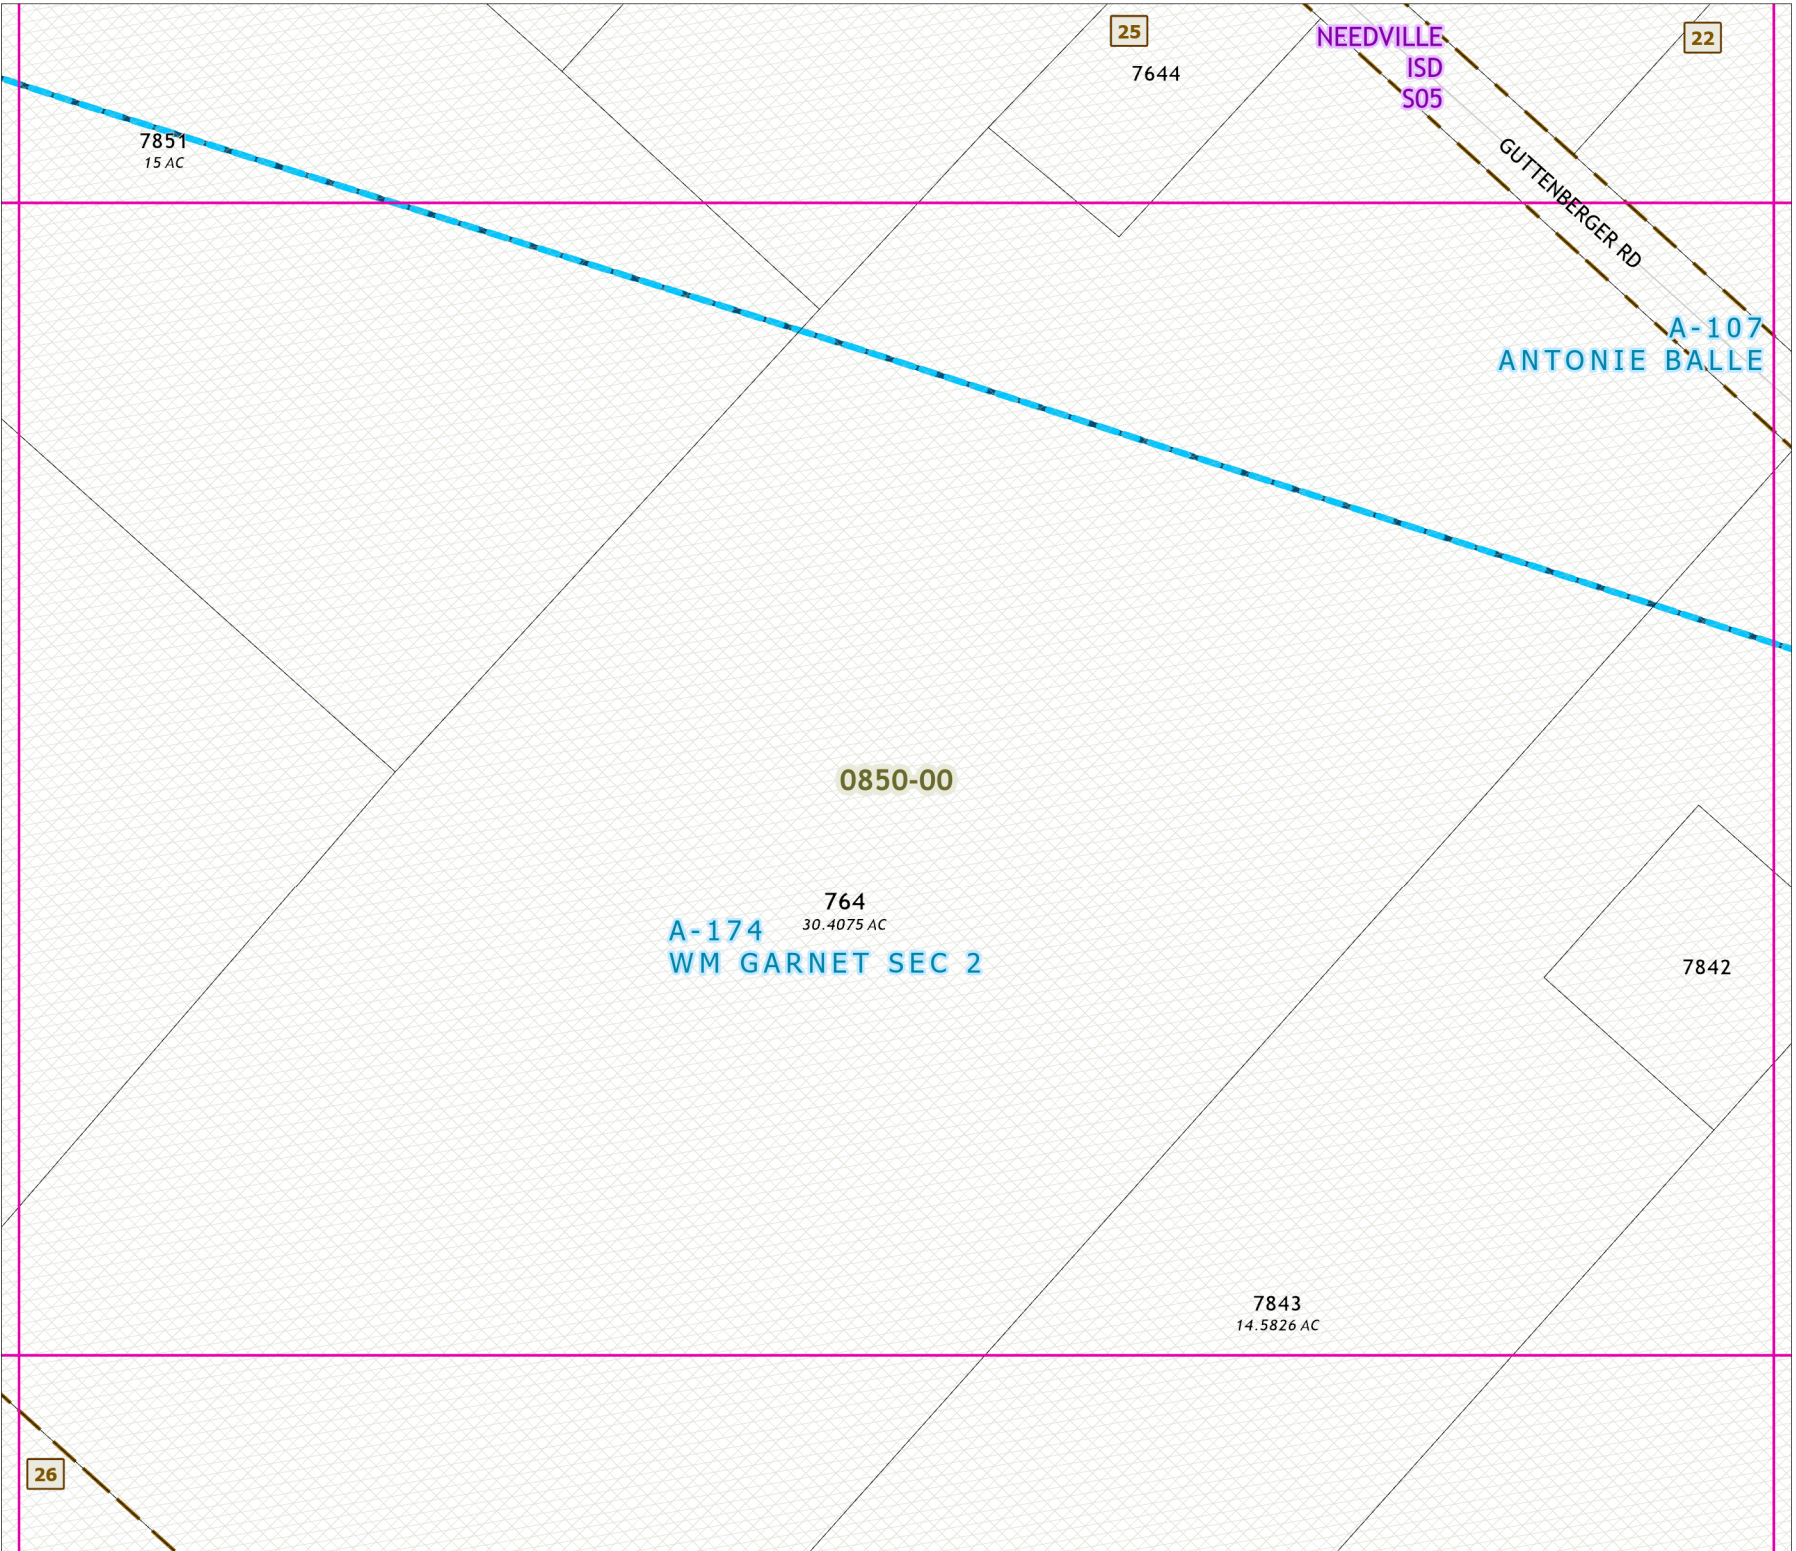 25
22
NEEDVILLE
ISD
S05
7644
7851
15 AC
GUTTENBERGER RD
A-107
ANTONIE BALLE
0850-00
764
30.4075 AC
A-174
WM GARNET SEC 2
7842
7843
14.5826 AC
26